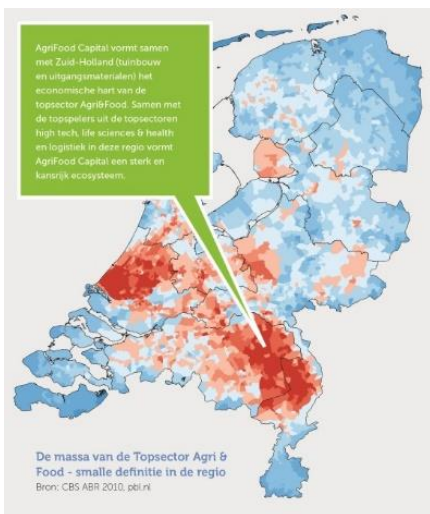 AgriFood Capital vormt samen
met Zuid-Holland (tuinbouw
en uitgangsmaterialen) het
economische hart van de
topsector Agri&Food. Samen met
de topspelers uit de topsectoren
high tech, life sciences & health
en logistiek in deze regio vormt
AgriFood Capital een sterk en
kansrijk ecosysteem.
De massa van de Topsector Agri &
Food - smalle definitie in de regio
Bron: CBS ABR 2010, pbl.nl